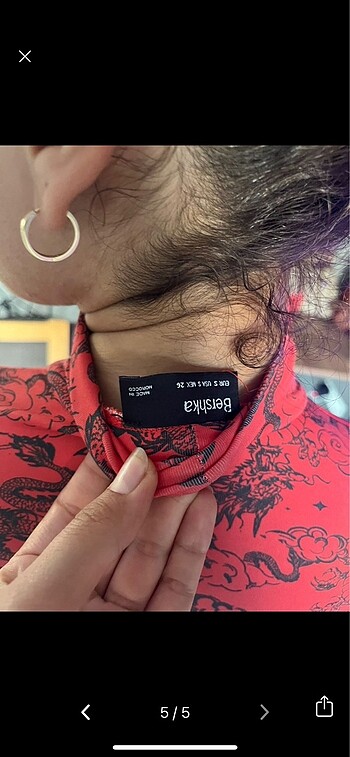 Bershka
EUR S USA S MEX 26
MADE IN
MOROCCO
5 / 5